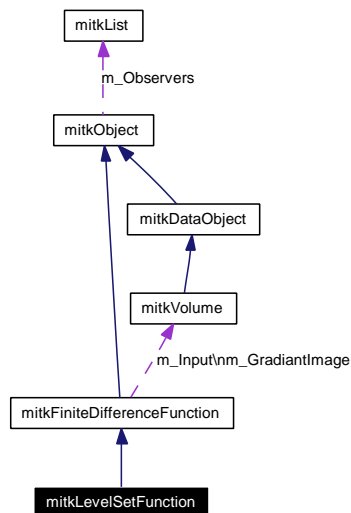 mitkList
m_Observers
mitkObject
mitkDataObject
mitkVolume
m_Input\nm_GradiantImage
mitkFiniteDifferenceFunction
mitkLevelSetFunction